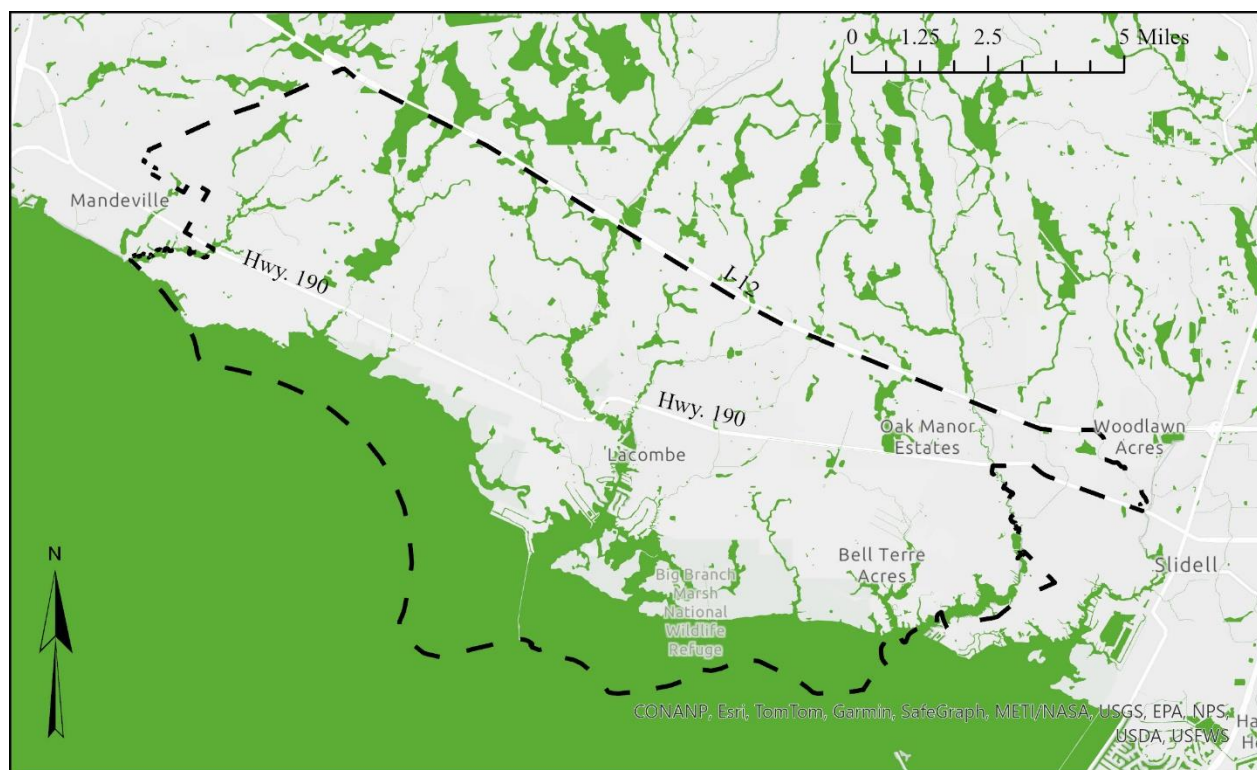 0 1.25 2.5 5 Miles
Mandeville
Hwy. 190
I-12
Hwy. 190
Oak Manor
Estates
Woodlawn
Acres
Lacombe
N
Bell Terre
Acres
Slidell
Big Branch
Marsh
National
Wildlife
Refuge
CONANP, Esri, TomTom, Garmin, SafeGraph, METI/NASA, USGS, EPA, NPS,
USDA, USFWS
Ha
He